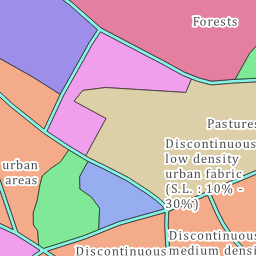 Forests
Pastures
Discontinuous
low density
urban fabric
(S.L. : 10% -
30%)
urban
areas
Discontinuous
medium densi
Discontinuous